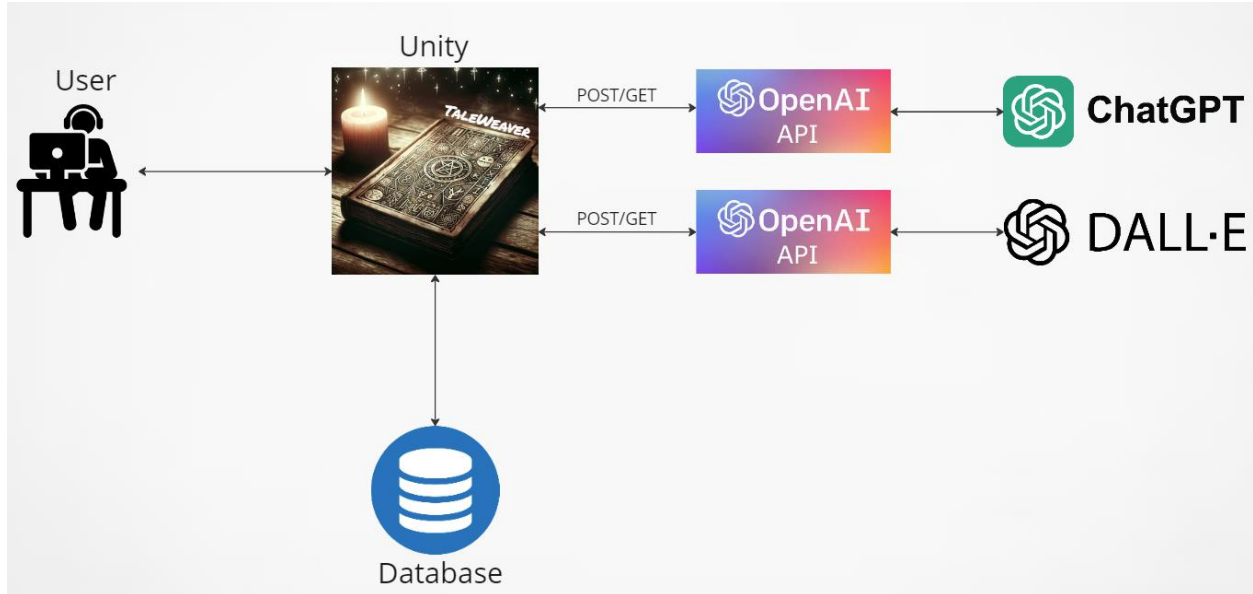 Unity
User
TALEWEAVER
POST/GET
OpenAI
API
ChatGPT
POST/GET
OpenAI
API
DALL·E
Database